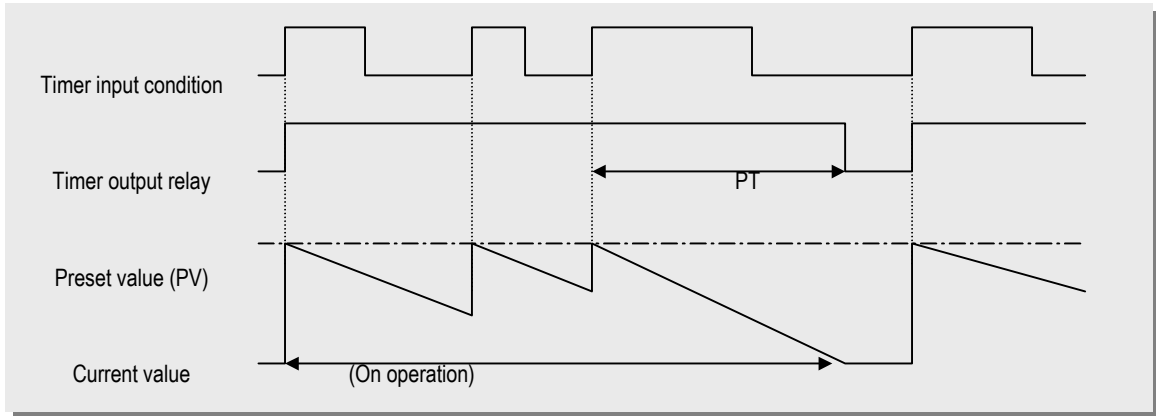 Timer input condition
Timer output relay
PT
Preset value (PV)
Current value
(On operation)